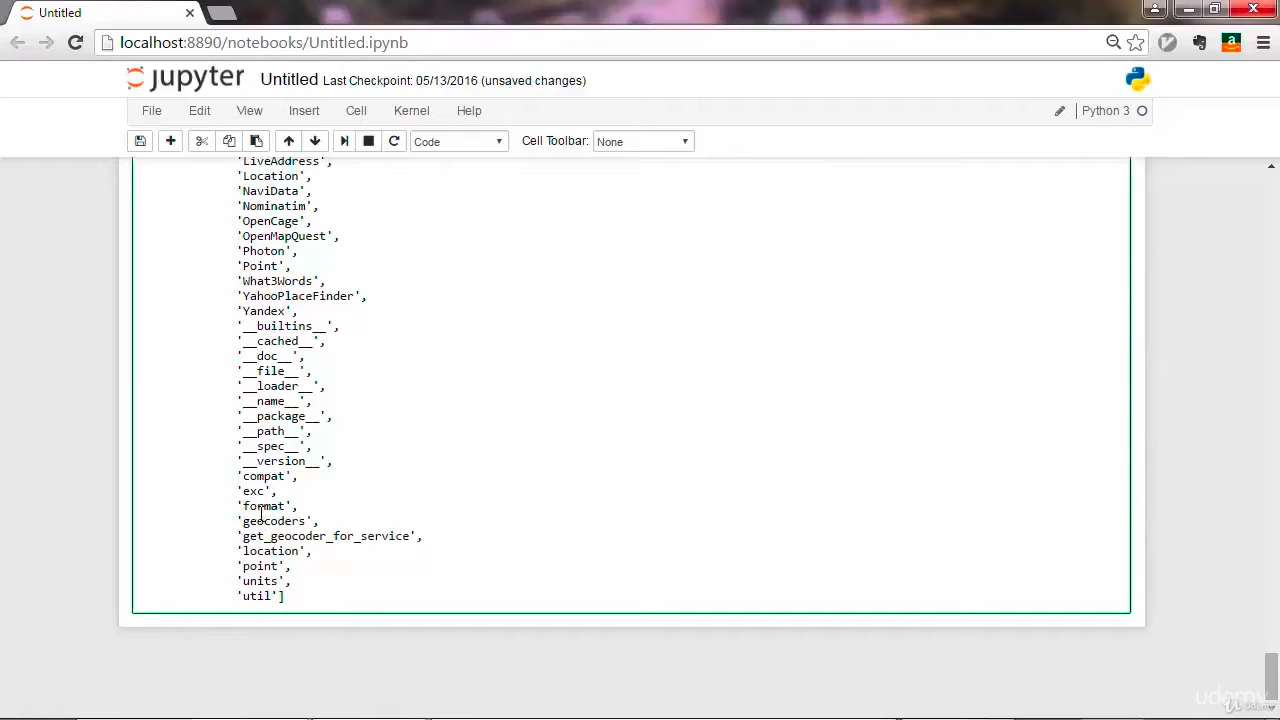 Untitled
localhost:8890/notebooks/Untitled.ipynb
jupyter Untitled Last Checkpoint: 05/13/2016 (unsaved changes)
File Edit View Insert Cell Kernel Help Python 3
Code Cell Toolbar: None
'LiveAddress',
'Location',
'NaviData',
'Nominatim',
'OpenCage',
'OpenMapQuest',
'Photon',
'Point',
'What3Words',
'YahooPlaceFinder',
'Yandex',
'__builtins__',
'__cached__',
'__doc__',
'__file__',
'__loader__',
'__name__',
'__package__',
'__path__',
'__spec__',
'__version__',
'compat',
'exc',
'format',
'geocoders',
'get_geocoder_for_service',
'location',
'point',
'units',
'util']
udemy
Udemy